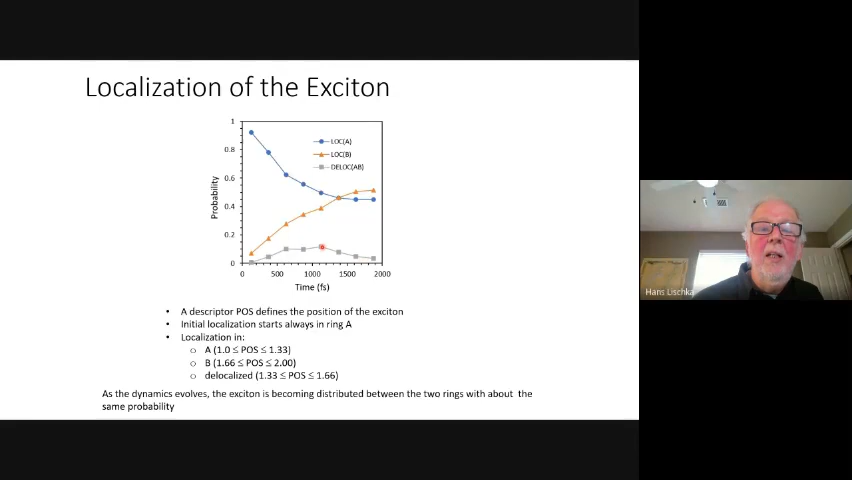 Localization of the Exciton
1
0.8
0.6
0.4
0.2
0
Probability
LOC(A)
LOC(B)
DELOC(AB)
0 500 1000 1500 2000
Time (fs)
• A descriptor POS defines the position of the exciton
• Initial localization starts always in ring A
• Localization in:
o A (1.0 ≤ POS ≤ 1.33)
o B (1.66 ≤ POS ≤ 2.00)
o delocalized (1.33 ≤ POS ≤ 1.66)
As the dynamics evolves, the exciton is becoming distributed between the two rings with about the
same probability
Hans Lischka